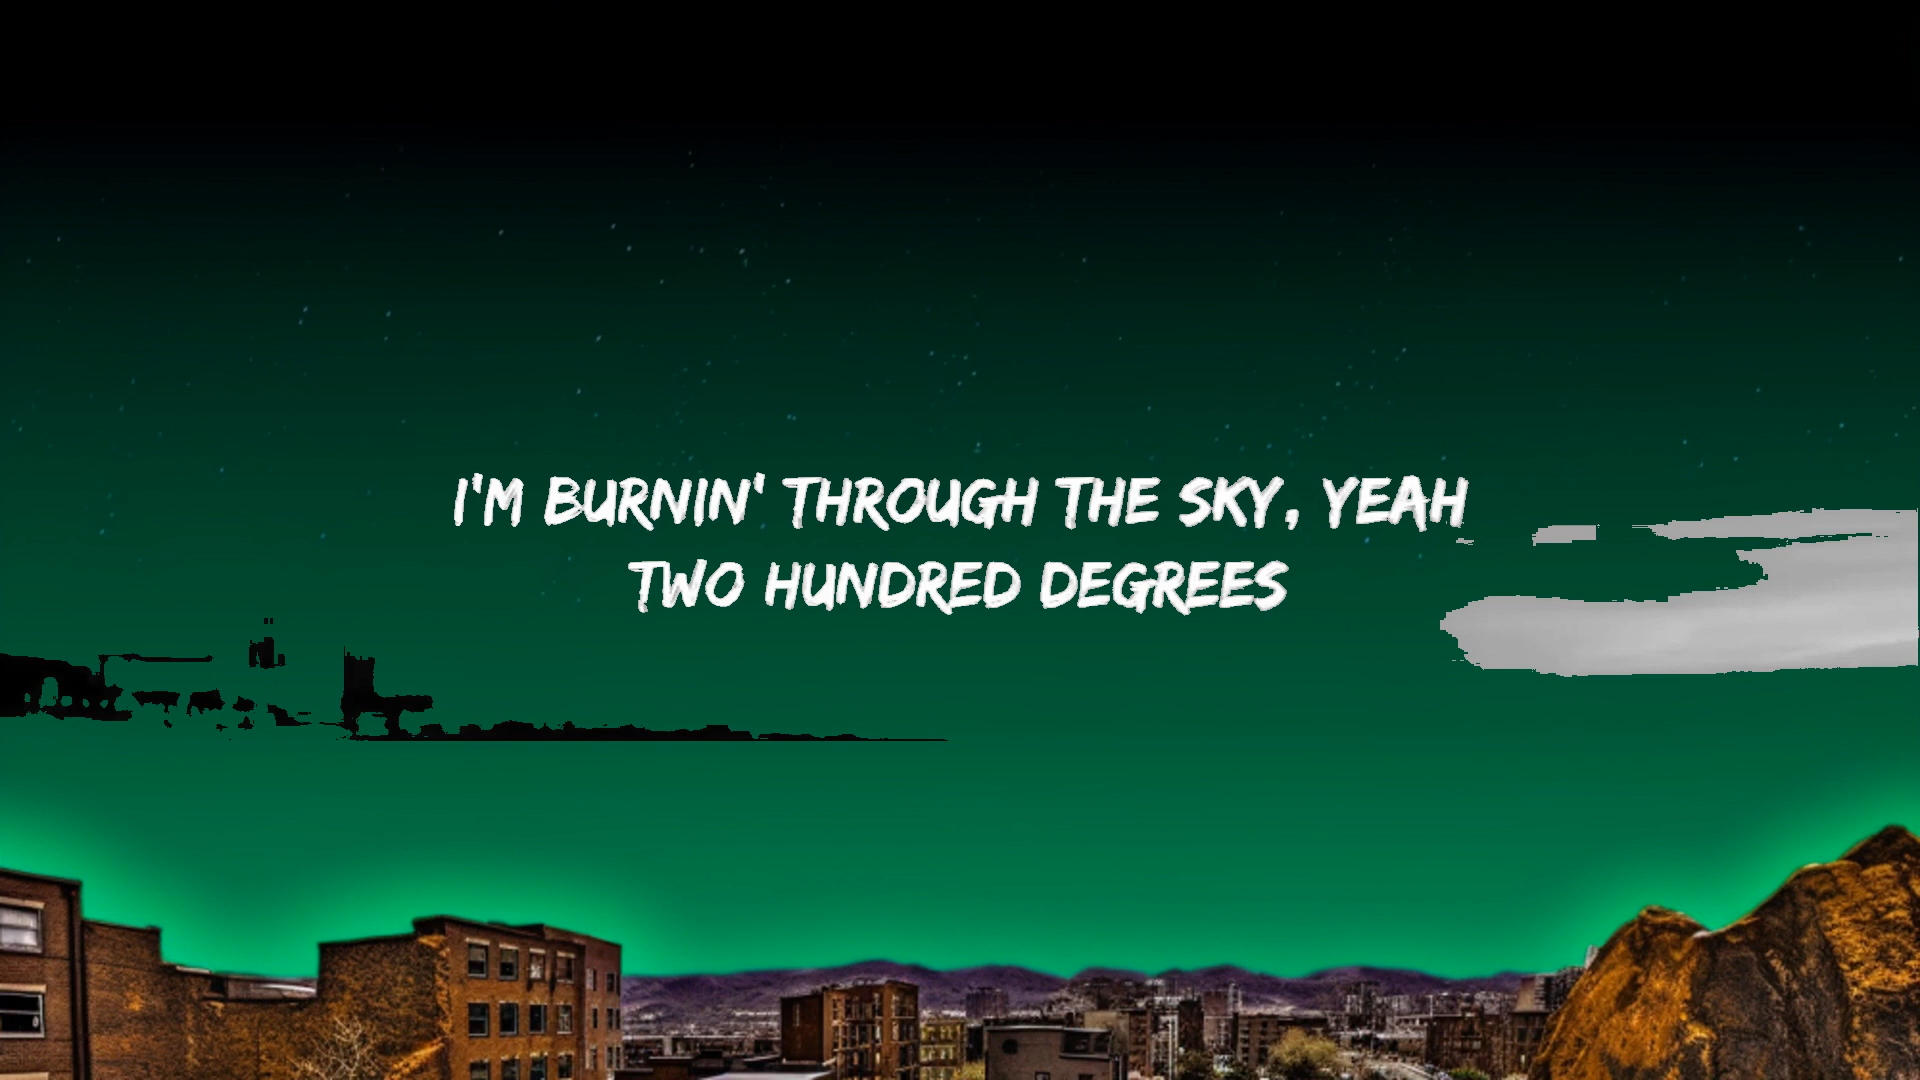 I'M BURNIN' THROUGH THE SKY, YEAH
TWO HUNDRED DEGREES